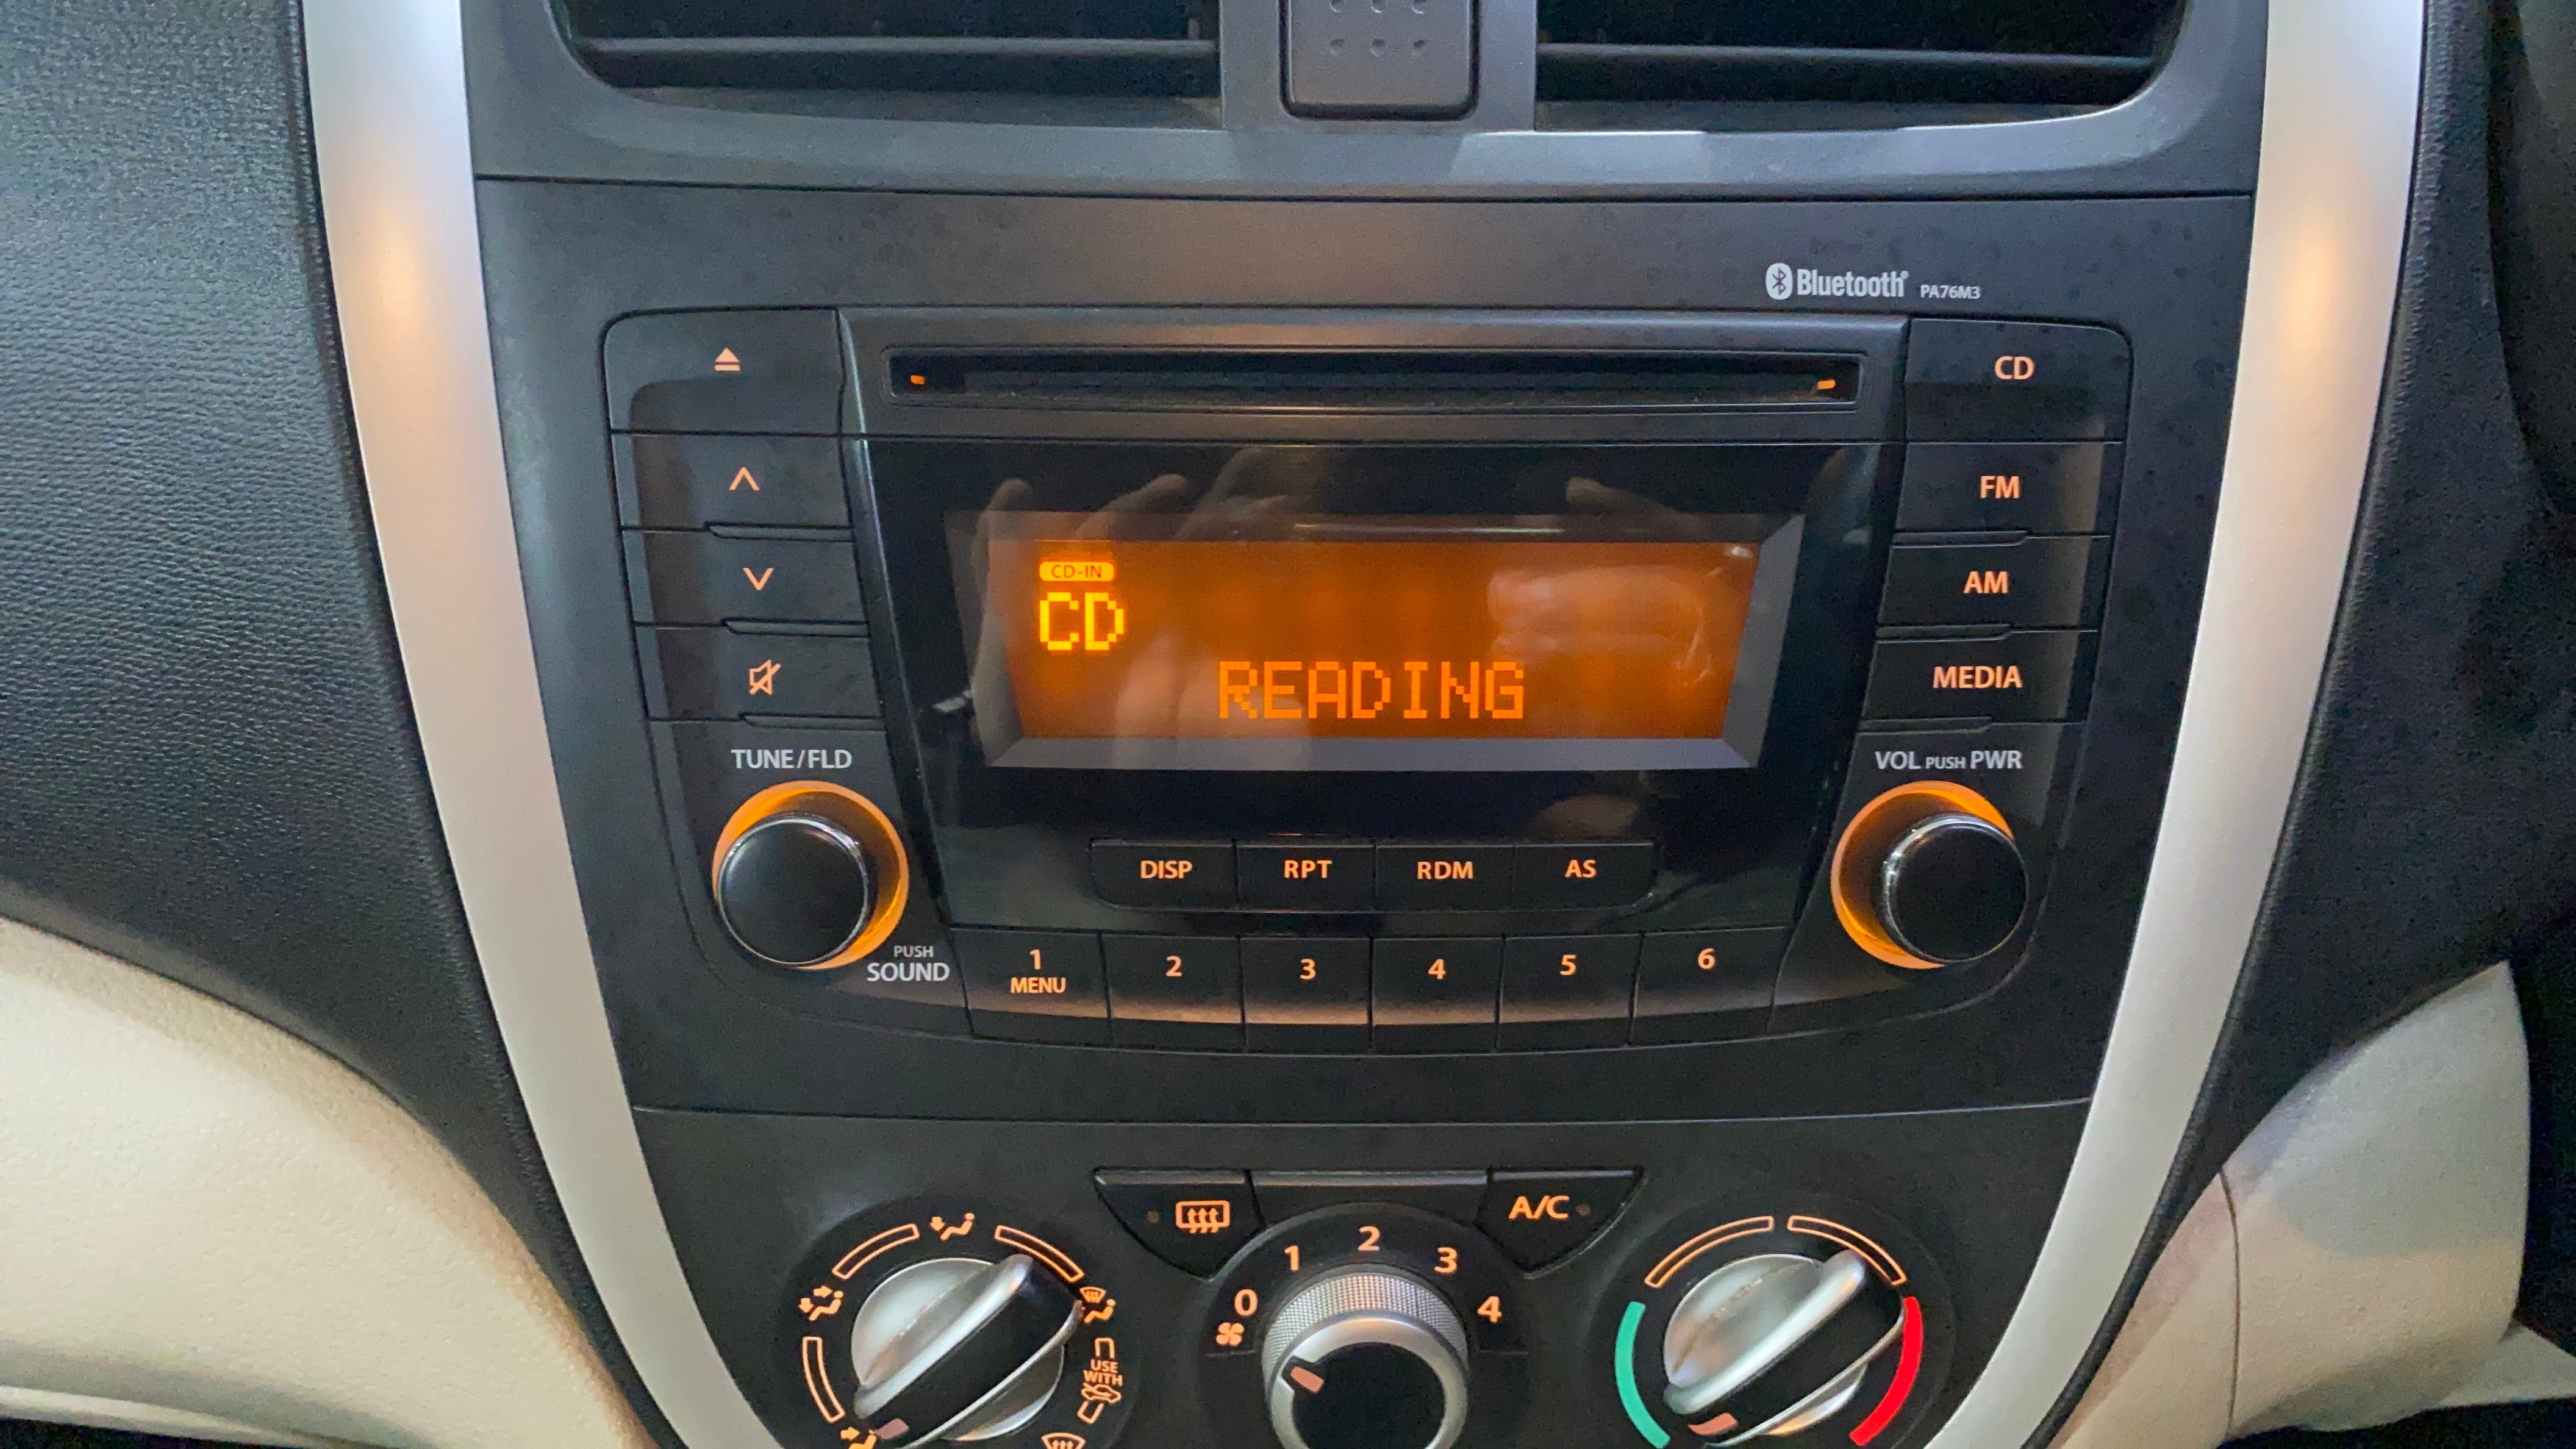 Bluetooth® PA76M3
CD
FM
AM
MEDIA
CD-IN
CD
READING
TUNE/FLD
VOL PUSH PWR
DISP RPT RDM AS
PUSH
SOUND
1 2 3 4 5 6
MENU
A/C
0 1 2 3 4
USE
WITH